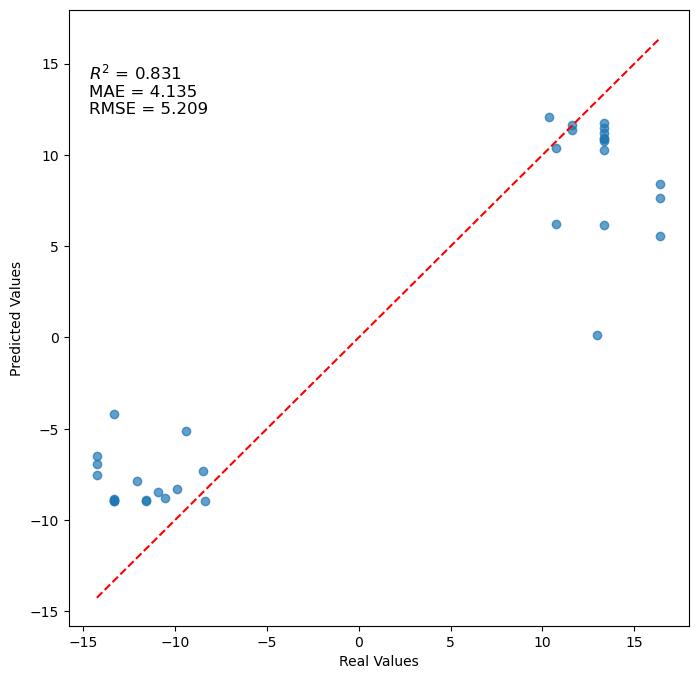 R² = 0.831
MAE = 4.135
RMSE = 5.209
15
10
5
0
−5
−10
−15
Predicted Values
−15 −10 −5 0 5 10 15
Real Values